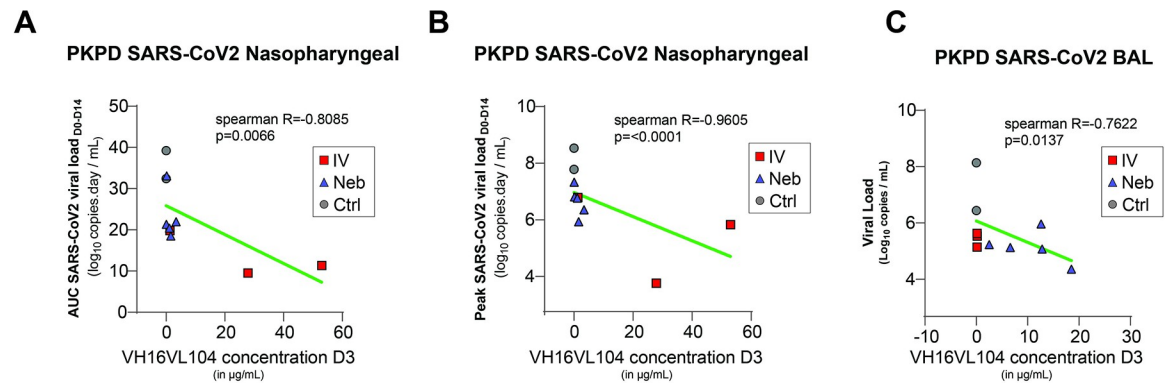 A
PKPD SARS-CoV2 Nasopharyngeal
AUC SARS-CoV2 viral load D0-D14
(log10 copies.day / mL)
50
40
30
20
10
0
spearman R=-0.8085
p=0.0066
IV
Neb
Ctrl
0 20 40 60
VH16VL104 concentration D3
(in µg/mL)
B
PKPD SARS-CoV2 Nasopharyngeal
Peak SARS-CoV2 viral load D0-D14
(log10 copies.day / mL)
10
8
6
4
spearman R=-0.9605
p=<0.0001
IV
Neb
Ctrl
0 20 40 60
VH16VL104 concentration D3
(in µg/mL)
C
PKPD SARS-CoV2 BAL
Viral Load
(Log10 copies / mL)
10
8
6
4
spearman R=-0.7622
p=0.0137
IV
Neb
Ctrl
-10 0 10 20 30
VH16VL104 concentration D3
(in µg/mL)